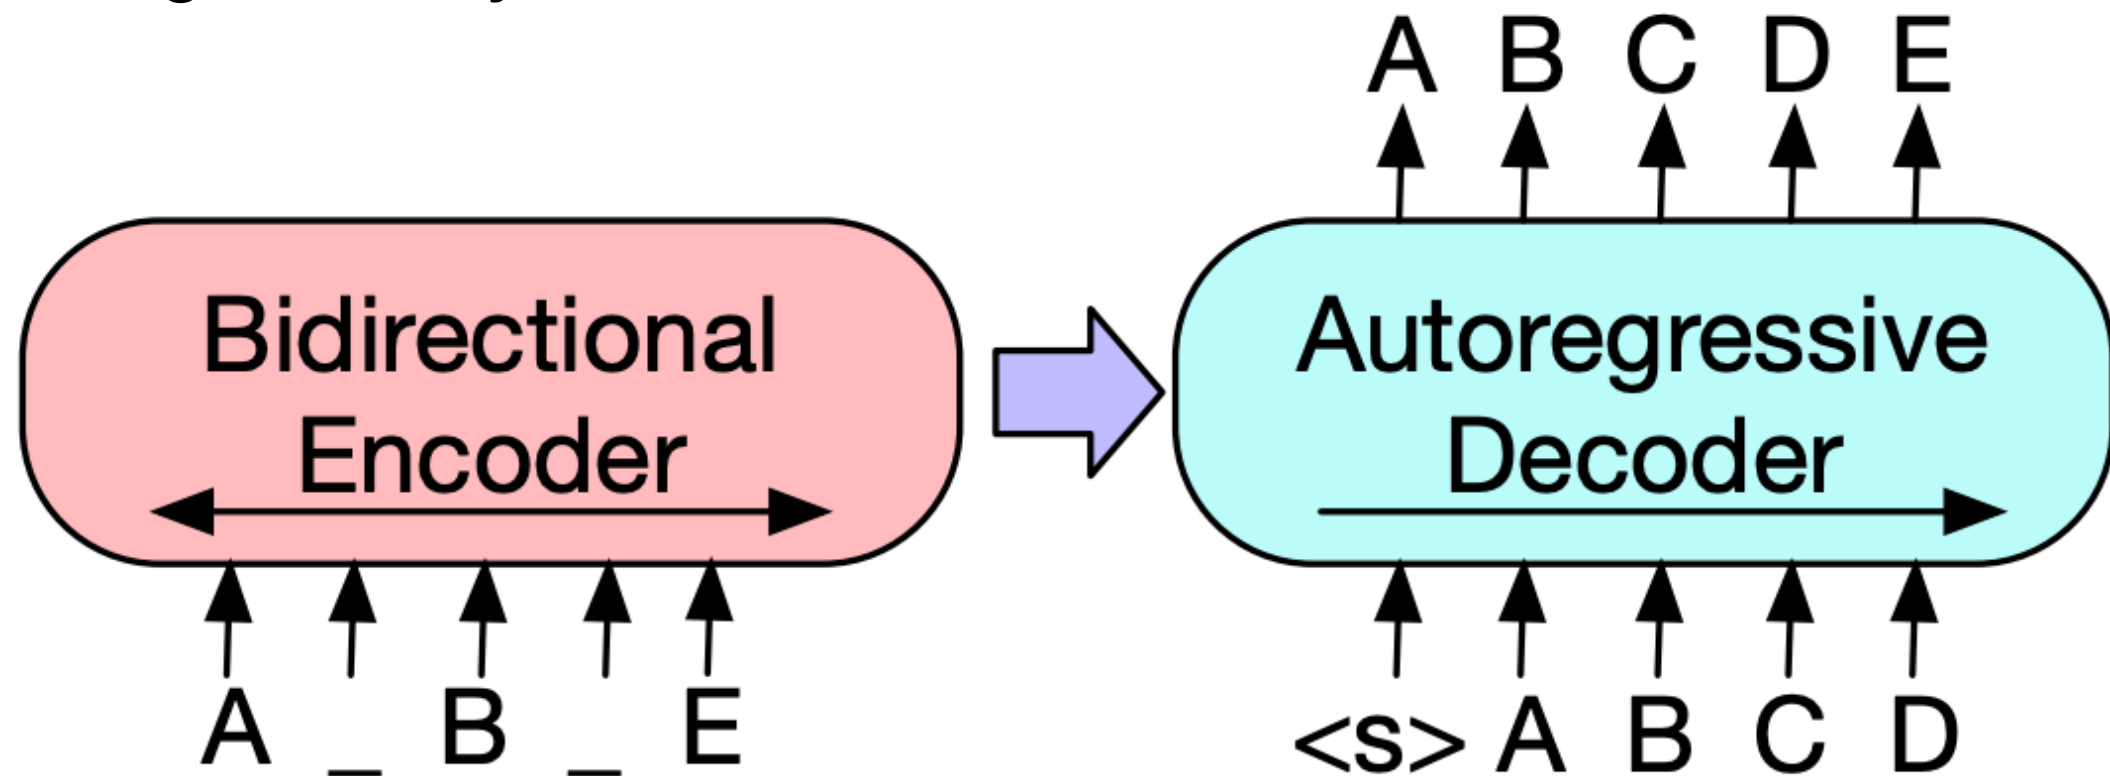 A B C D E
Bidirectional
Encoder
Autoregressive
Decoder
A _ B _ E
<s> A B C D